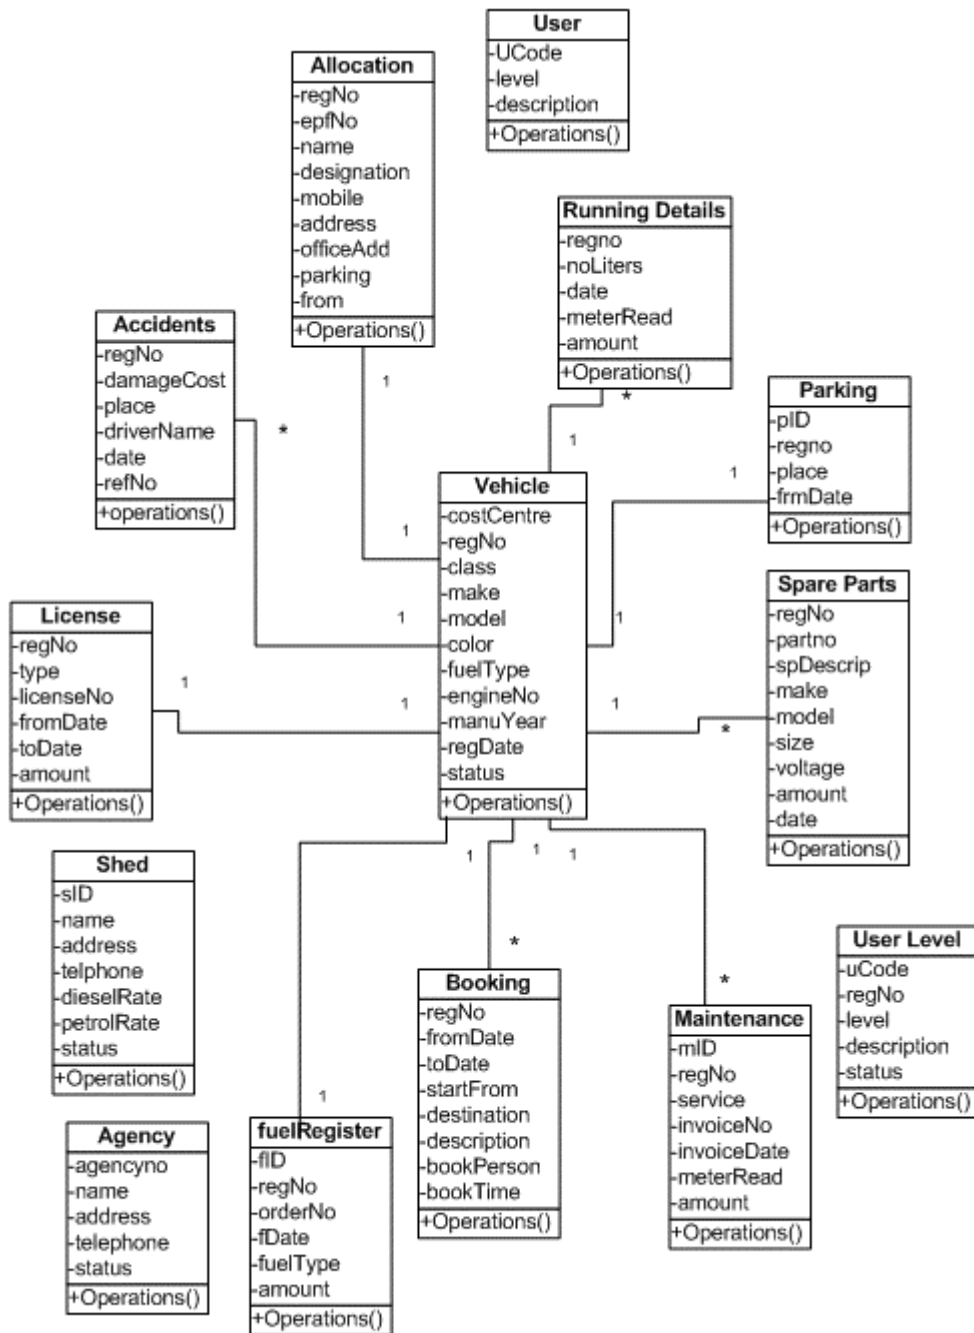 User
-UCode
-level
-description
+Operations()
Allocation
-regNo
-epfNo
-name
-designation
-mobile
-address
-officeAdd
-parking
-from
+Operations()
1
Running Details
-regno
-noLiters
-date
-meterRead
-amount
+Operations()
*
1
Accidents
-regNo
-damageCost
-place
-driverName
-date
-refNo
+operations()
*
Parking
-pID
-regno
-place
-frmDate
+Operations()
1
Vehicle
-costCentre
-regNo
-class
-make
-model
-color
-fuelType
-engineNo
-manuYear
-regDate
-status
+Operations()
1
1
1
1
1
License
-regNo
-type
-licenseNo
-fromDate
-toDate
-amount
+Operations()
1
Spare Parts
-regNo
-partno
-spDescrip
-make
-model
-size
-voltage
-amount
-date
+Operations()
*
1
1
1
Shed
-sID
-name
-address
-telphone
-dieselRate
-petrolRate
-status
+Operations()
User Level
-uCode
-regNo
-level
-description
-status
+Operations()
*
Booking
-regNo
-fromDate
-toDate
-startFrom
-destination
-description
-bookPerson
-bookTime
+Operations()
*
Maintenance
-mID
-regNo
-service
-invoiceNo
-invoiceDate
-meterRead
-amount
+Operations()
1
fuelRegister
-fID
-regNo
-orderNo
-fDate
-fuelType
-amount
+Operations()
Agency
-agencyno
-name
-address
-telephone
-status
+Operations()